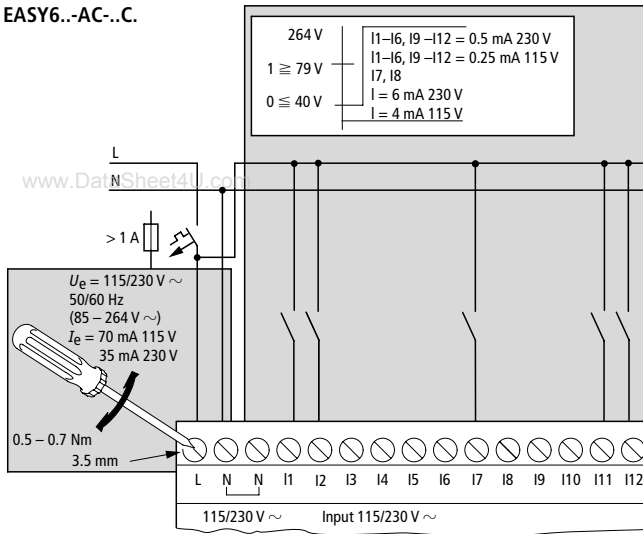 EASY6..-AC-..C.
264 V
1 ≧ 79 V
0 ≦ 40 V
I1–I6, I9 –I12 = 0.5 mA 230 V
I1–I6, I9 –I12 = 0.25 mA 115 V
I7, I8
I = 6 mA 230 V
I = 4 mA 115 V
L
www.DataSheet4U.com
N
> 1 A
Ue = 115/230 V ∼
50/60 Hz
(85 – 264 V ∼)
Ie = 70 mA 115 V
35 mA 230 V
0.5 – 0.7 Nm
3.5 mm
L N N I1 I2 I3 I4 I5 I6 I7 I8 I9 I10 I11 I12
115/230 V ∼ Input 115/230 V ∼